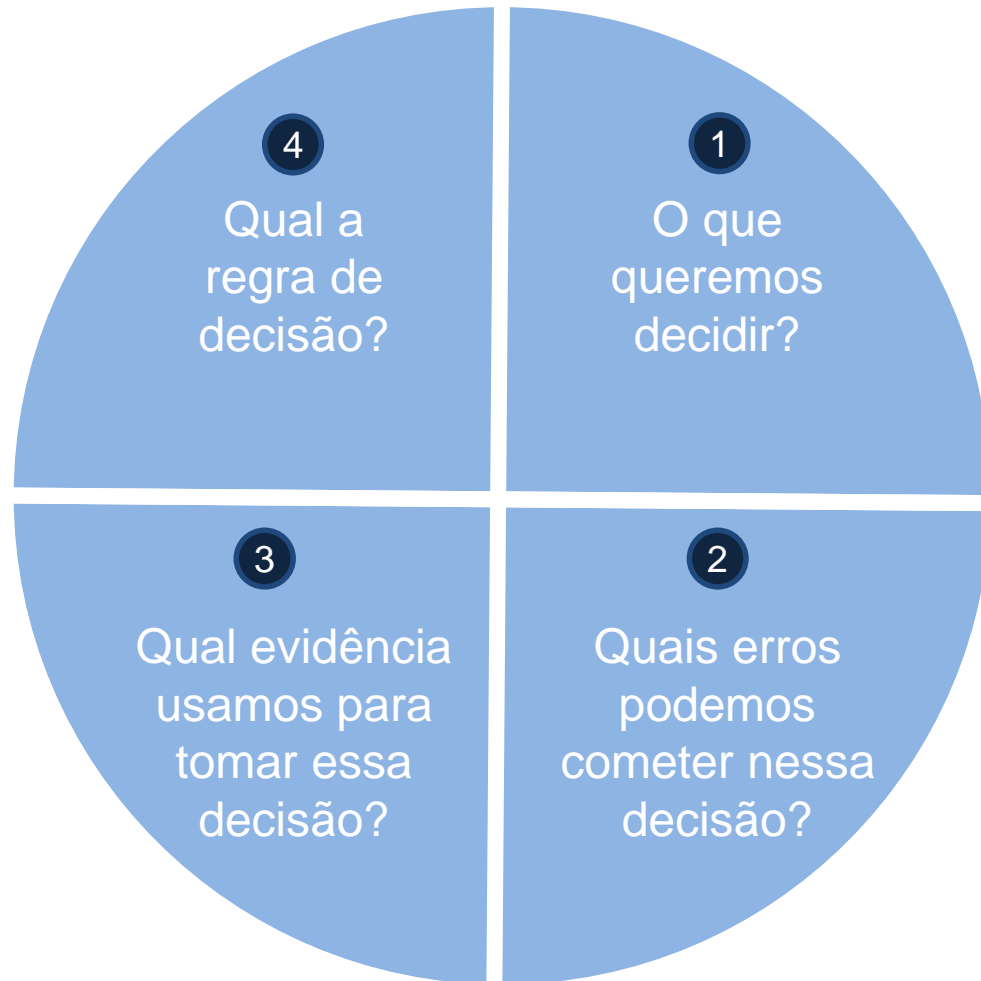 1
O que
queremos
decidir?
2
Quais erros
podemos
cometer nessa
decisão?
3
Qual evidência
usamos para
tomar essa
decisão?
4
Qual a
regra de
decisão?